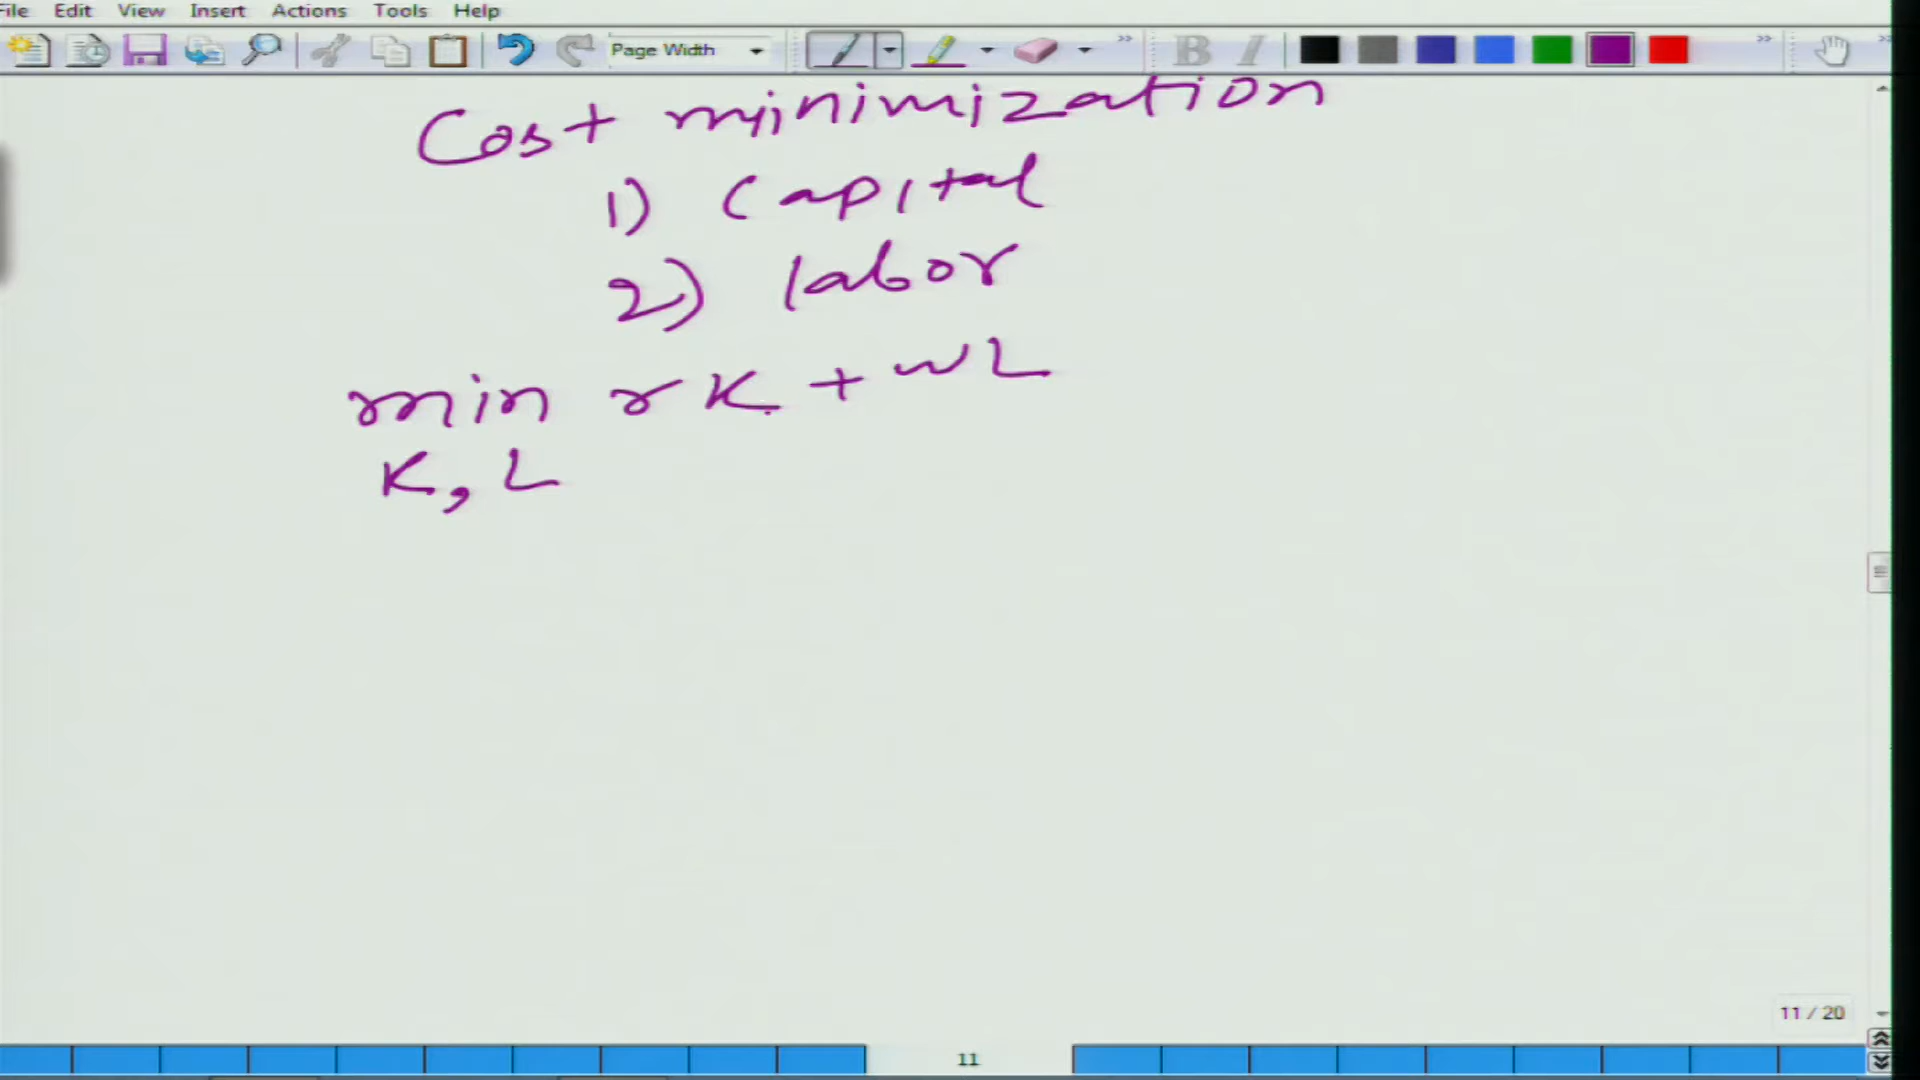 File Edit View Insert Actions Tools Help
Page Width
Cost minimization
1) Capital
2) labor
min rK + wL
K, L
11 / 20
11